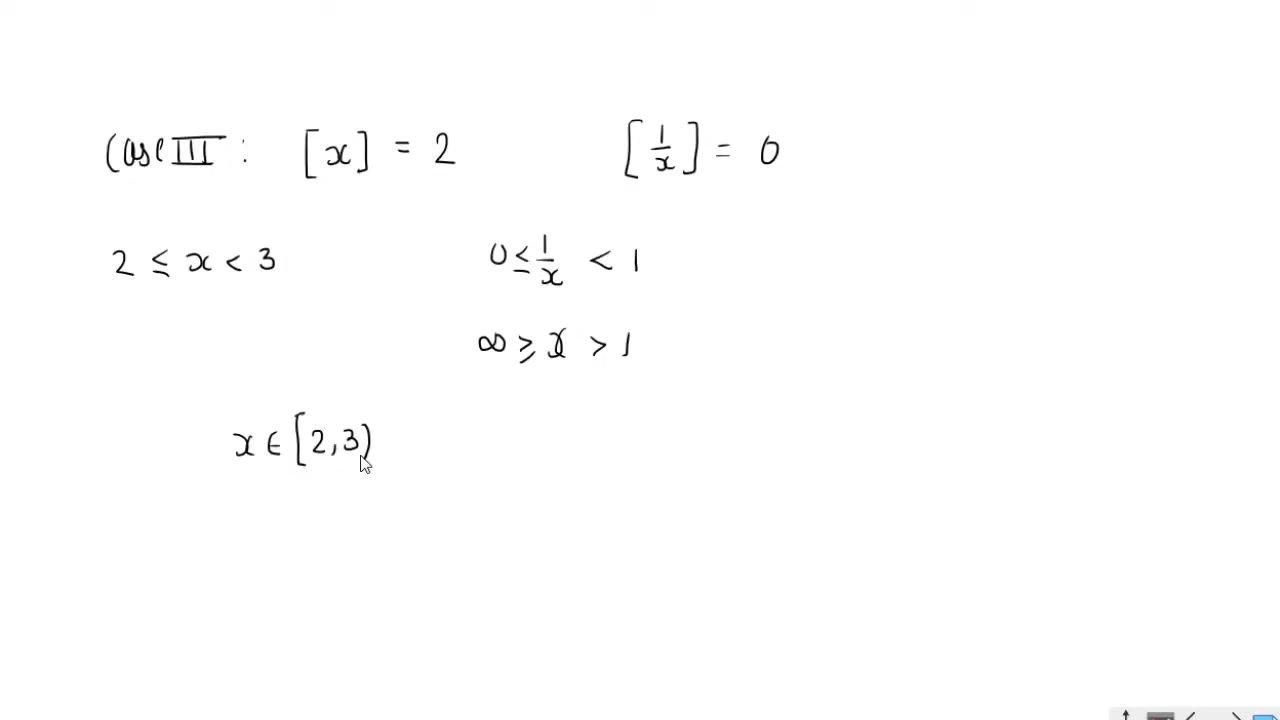 Case III : [x] = 2 [1/x] = 0
2 ≤ x < 3 0 ≤ 1/x < 1
∞ ≥ x > 1
x ∈ [2,3)